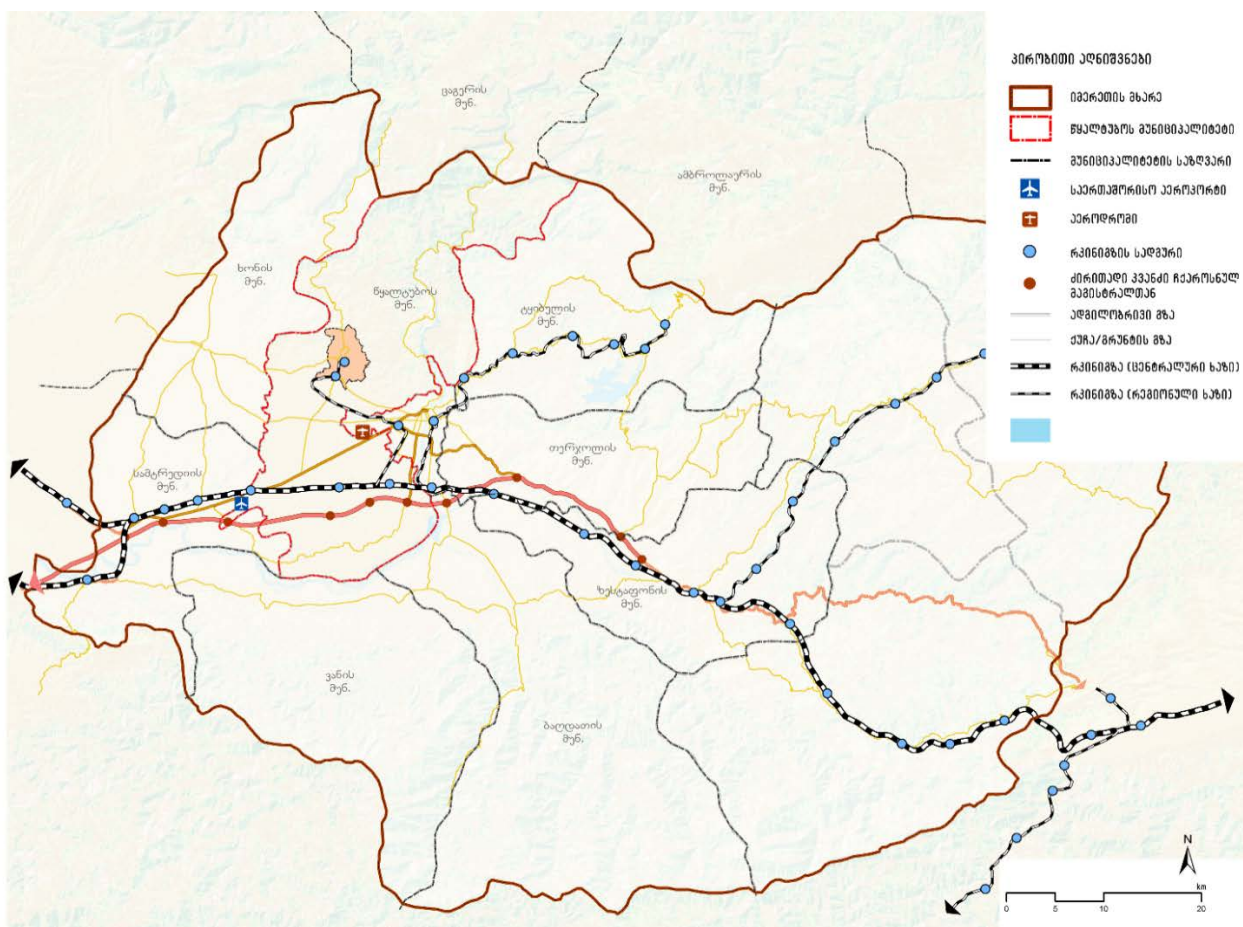 პირობითი აღნიშვნები
იმერეთის მხარე
წყალტუბოს მუნიციპალიტეტი
მუნიციპალიტეტის საზღვარი
საერთაშორისო აეროპორტი
აეროდრომი
რკინიგზის სადგური
ძირითადი კვანძი ჩქაროსნულ
მაგისტრალთან
ადგილობრივი გზა
ქუჩა/გრუნტის გზა
რკინიგზა (ცენტრალური ხაზი)
რკინიგზა (რეგიონული ხაზი)
ცაგერის
მუნ.
ამბროლაურის
მუნ.
ხონის
მუნ.
წყალტუბოს
მუნ.
ტყიბულის
მუნ.
თერჯოლის
მუნ.
სამტრედიის
მუნ.
ზესტაფონის
მუნ.
ვანის
მუნ.
ბაღდათის
მუნ.
N
km
0 5 10 20